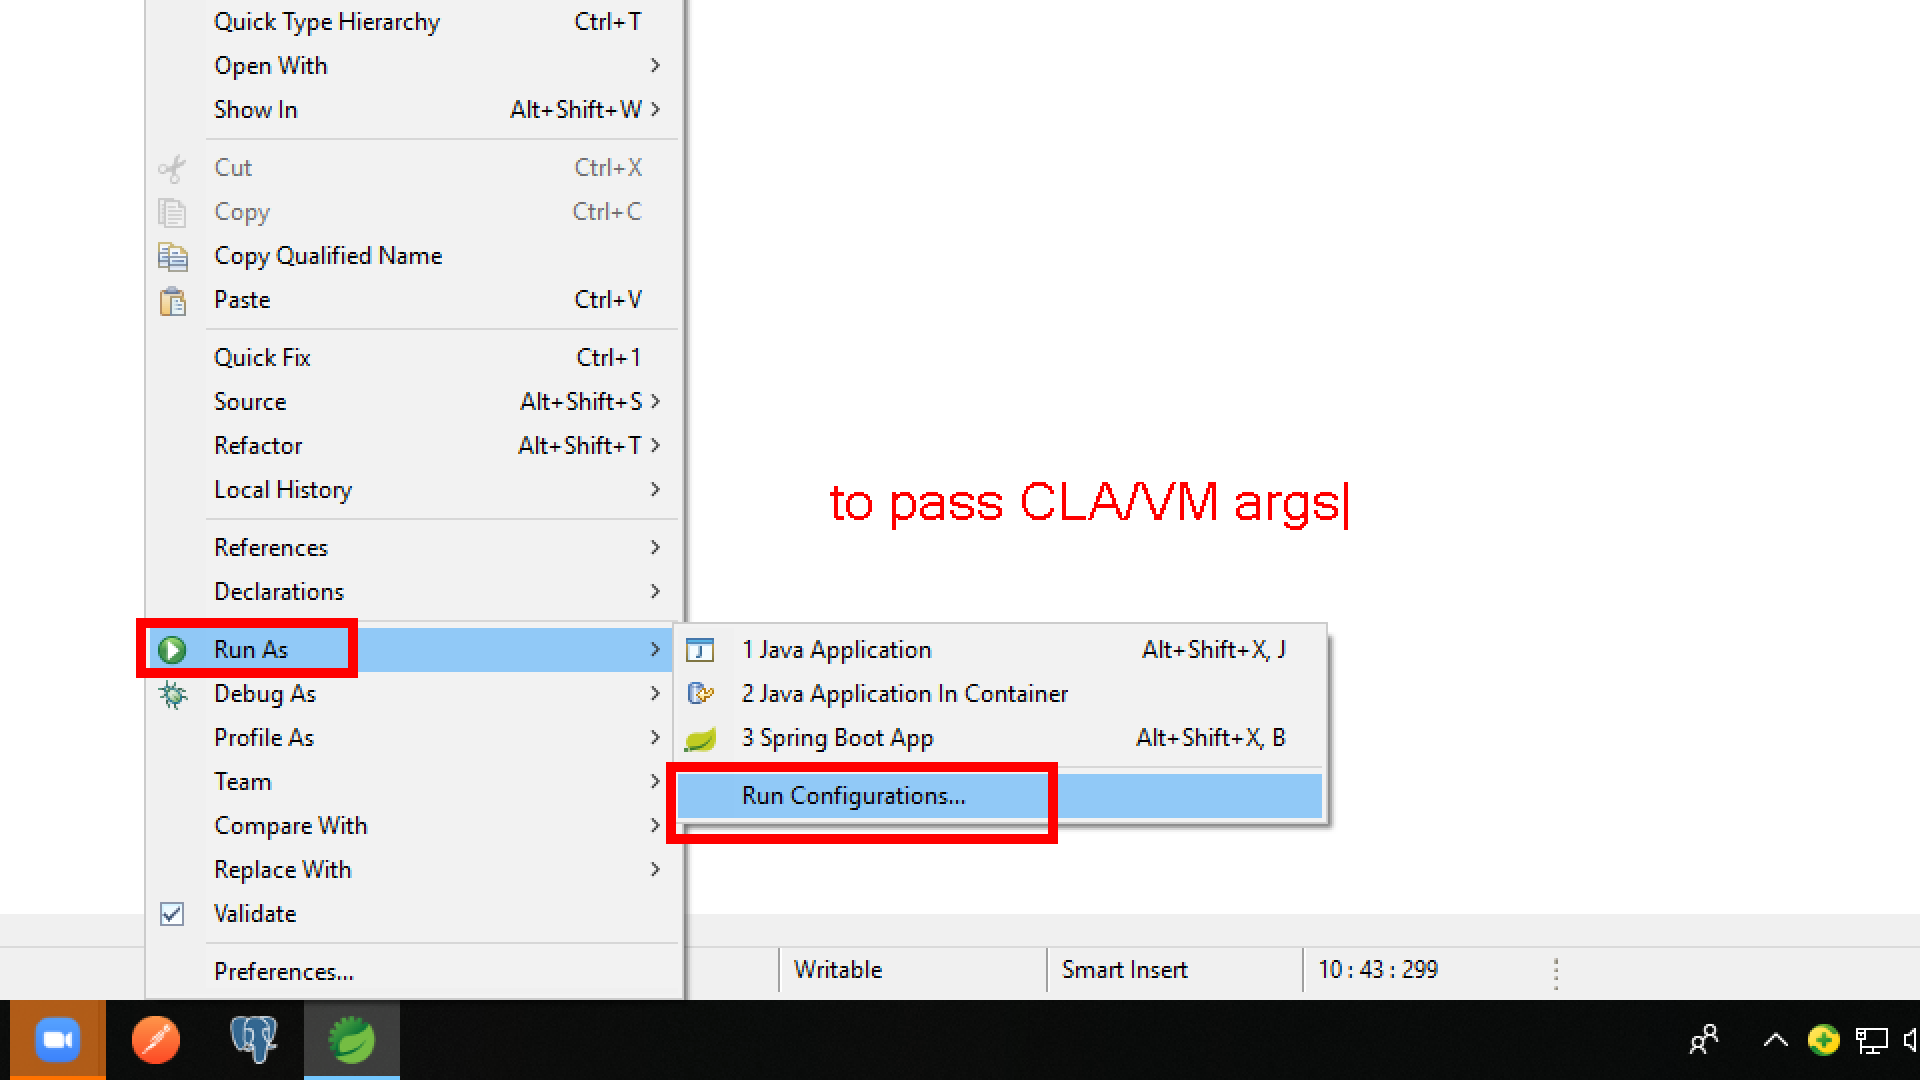 Quick Type Hierarchy Ctrl+T
Open With
Show In Alt+Shift+W
Cut Ctrl+X
Copy Ctrl+C
Copy Qualified Name
Paste Ctrl+V
Quick Fix Ctrl+1
Source Alt+Shift+S
Refactor Alt+Shift+T
Local History
to pass CLA/VM args
References
Declarations
Run As
Debug As
Profile As
Team
Compare With
Replace With
Validate
Preferences...
1 Java Application Alt+Shift+X, J
2 Java Application In Container
3 Spring Boot App Alt+Shift+X, B
Run Configurations...
Writable Smart Insert 10 : 43 : 299